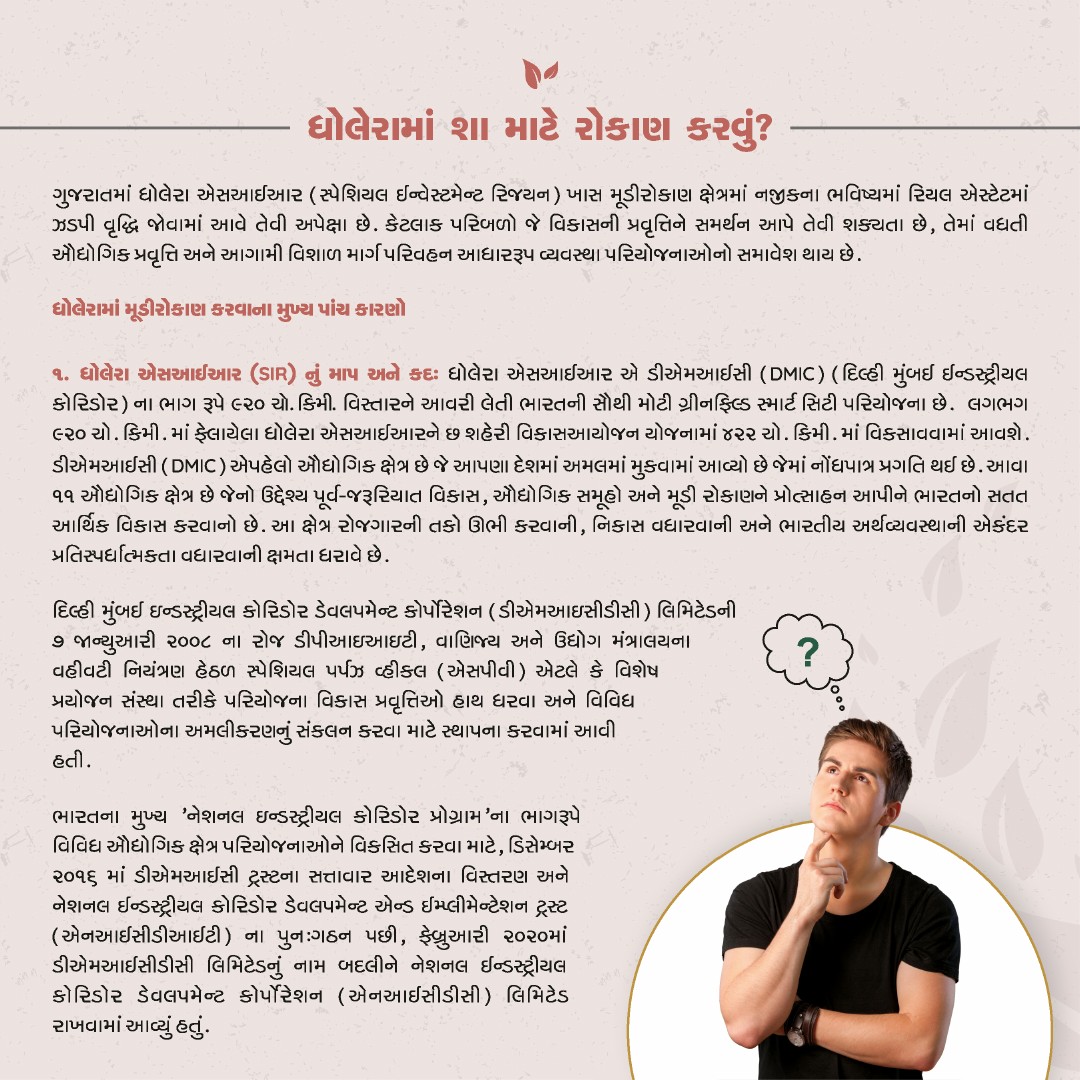 ધોલેરામાં શા માટે રોકાણ કરવું?
ગુજરાતમાં ધોલેરા એસઆઈઆર (સ્પેશિયલ ઈન્વેસ્ટમેન્ટ રિજયન) ખાસ મૂડીરોકાણ ક્ષેત્રમાં નજીકના ભવિષ્યમાં રિયલ એસ્ટેટમાં
ઝડપી વૃદ્ધિ જોવામાં આવે તેવી અપેક્ષા છે. કેટલાક પરિબળો જે વિકાસની પ્રવૃત્તિને સમર્થન આપે તેવી શક્યતા છે, તેમાં વધતી
ઔધોગિક પ્રવૃત્તિ અને આગામી વિશાળ માર્ગ પરિવહન આધારરૂપ વ્યવસ્થા પરિયોજનાઓનો સમાવેશ થાય છે.
ધોલેરામાં મૂડીરોકાણ કરવાના મુખ્ય પાંચ કારણો
૧. ધોલેરા એસઆઈઆર (SIR) નું માપ અને કદઃ ધોલેરા એસઆઈઆર એ ડીએમઆઈસી (DMIC) (દિલ્હી મુંબઈ ઈન્ડસ્ટ્રીયલ
કોરિડોર) ના ભાગ રૂપે ૯૨૦ ચો. કિમી. વિસ્તારને આવરી લેતી ભારતની સૌથી મોટી ગ્રીનફિલ્ડ સ્માર્ટ સિટી પરિયોજના છે. લગભગ
૯૨૦ ચો. કિમી. માં ફેલાયેલા ધોલેરા એસઆઈઆરને છ શહેરી વિકાસઆયોજન યોજનામાં ૪૨૨ ચો. કિમી. માં વિકસાવવામાં આવશે.
ડીએમઆઈસી (DMIC) એપહેલો ઔધોગિક ક્ષેત્ર છે જે આપણા દેશમાં અમલમાં મુકવામાં આવ્યો છે જેમાં નોંધપાત્ર પ્રગતિ થઈ છે. આવા
૧૧ ઔધોગિક ક્ષેત્ર છે જેનો ઉદ્દેશ્ય પૂર્વ-જરૂરિયાત વિકાસ, ઔધોગિક સમૂહો અને મૂડી રોકાણને પ્રોત્સાહન આપીને ભારતનો સતત
આર્થિક વિકાસ કરવાનો છે. આ ક્ષેત્ર રોજગારની તકો ઊભી કરવાની, નિકાસ વધારવાની અને ભારતીય અર્થવ્યવસ્થાની એકંદર
પ્રતિસ્પર્ધાત્મકતા વધારવાની ક્ષમતા ધરાવે છે.
દિલ્હી મુંબઈ ઇન્ડસ્ટ્રીયલ કોરિડોર ડેવલપમેન્ટ કોર્પોરેશન (ડીએમઆઇસીડીસી) લિમિટેડની
૭ જાન્યુઆરી ૨૦૦૮ ના રોજ ડીપીઆઇઆઇટી, વાણિજ્ય અને ઉધોગ મંત્રાલયના
વહીવટી નિયંત્રણ હેઠળ સ્પેશિયલ પર્પઝ વ્હીકલ (એસપીવી) એટલે કે વિશેષ
પ્રયોજન સંસ્થા તરીકે પરિયોજના વિકાસ પ્રવૃત્તિઓ હાથ ધરવા અને વિવિધ
પરિયોજનાઓના અમલીકરણનું સંકલન કરવા માટે સ્થાપના કરવામાં આવી
હતી.
?
ભારતના મુખ્ય 'નેશનલ ઇન્ડસ્ટ્રીયલ કોરિડોર પ્રોગ્રામ'ના ભાગરૂપે
વિવિધ ઔધોગિક ક્ષેત્ર પરિયોજનાઓને વિકસિત કરવા માટે, ડિસેમ્બર
૨૦૧૬ માં ડીએમઆઈસી ટ્રસ્ટના સત્તાવાર આદેશના વિસ્તરણ અને
નેશનલ ઈન્ડસ્ટ્રીયલ કોરિડોર ડેવલપમેન્ટ એન્ડ ઈમ્પ્લીમેન્ટેશન ટ્રસ્ટ
(એનઆઈસીડીઆઈટી) ના પુનઃગઠન પછી, ફેબ્રુઆરી ૨૦૨૦માં
ડીએમઆઈસીડીસી લિમિટેડનું નામ બદલીને નેશનલ ઈન્ડસ્ટ્રીયલ
કોરિડોર ડેવલપમેન્ટ કોર્પોરેશન (એનઆઈસીડીસી) લિમિટેડ
રાખવામાં આવ્યું હતું.